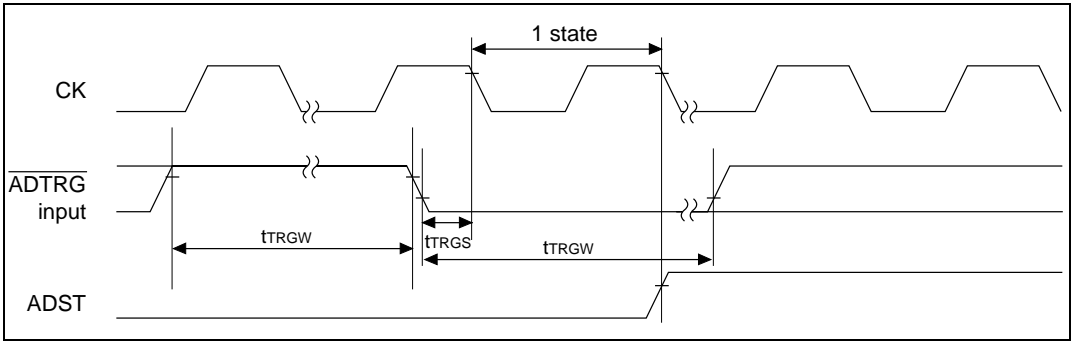 1 state
CK
ADTRG
input
tTRGW
tTRGS
tTRGW
ADST